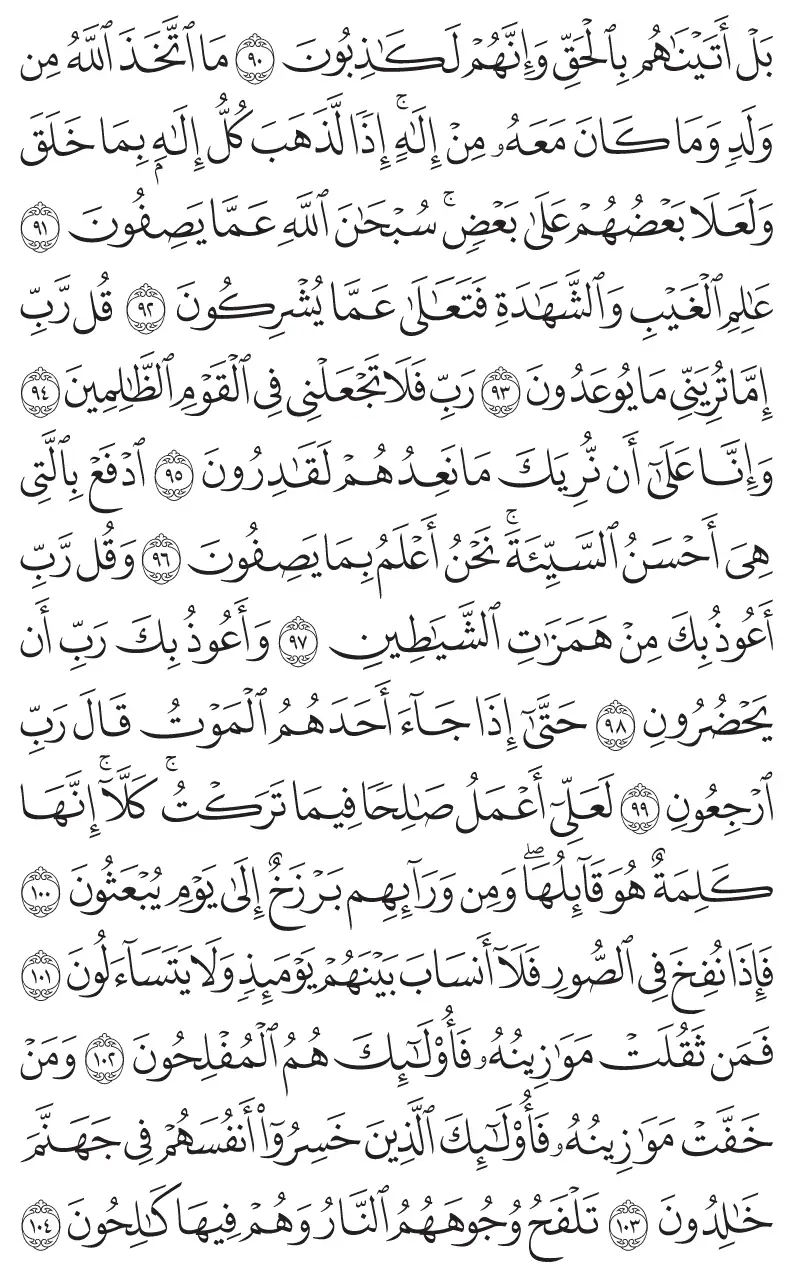 بَلْ أَتَيْنَٰهُم بِٱلْحَقِّ وَإِنَّهُمْ لَكَٰذِبُونَ ۝٩٠ مَا ٱتَّخَذَ ٱللَّهُ مِن
وَلَدٍ وَمَا كَانَ مَعَهُۥ مِنْ إِلَٰهٍ ۚ إِذًا لَّذَهَبَ كُلُّ إِلَٰهٍۭ بِمَا خَلَقَ
وَلَعَلَا بَعْضُهُمْ عَلَىٰ بَعْضٍ ۚ سُبْحَٰنَ ٱللَّهِ عَمَّا يَصِفُونَ ۝٩١
عَٰلِمِ ٱلْغَيْبِ وَٱلشَّهَٰدَةِ فَتَعَٰلَىٰ عَمَّا يُشْرِكُونَ ۝٩٢ قُل رَّبِّ
إِمَّا تُرِيَنِّي مَا يُوعَدُونَ ۝٩٣ رَبِّ فَلَا تَجْعَلْنِي فِي ٱلْقَوْمِ ٱلظَّٰلِمِينَ ۝٩٤
وَإِنَّا عَلَىٰٓ أَن نُّرِيَكَ مَا نَعِدُهُمْ لَقَٰدِرُونَ ۝٩٥ ٱدْفَعْ بِٱلَّتِي
هِيَ أَحْسَنُ ٱلسَّيِّئَةَ ۚ نَحْنُ أَعْلَمُ بِمَا يَصِفُونَ ۝٩٦ وَقُل رَّبِّ
أَعُوذُ بِكَ مِنْ هَمَزَٰتِ ٱلشَّيَٰطِينِ ۝٩٧ وَأَعُوذُ بِكَ رَبِّ أَن
يَحْضُرُونِ ۝٩٨ حَتَّىٰٓ إِذَا جَآءَ أَحَدَهُمُ ٱلْمَوْتُ قَالَ رَبِّ
ٱرْجِعُونِ ۝٩٩ لَعَلِّيٓ أَعْمَلُ صَٰلِحًا فِيمَا تَرَكْتُ ۚ كَلَّآ ۚ إِنَّهَا
كَلِمَةٌ هُوَ قَآئِلُهَا ۖ وَمِن وَرَآئِهِم بَرْزَخٌ إِلَىٰ يَوْمِ يُبْعَثُونَ ۝١٠٠
فَإِذَا نُفِخَ فِي ٱلصُّورِ فَلَآ أَنسَابَ بَيْنَهُمْ يَوْمَئِذٍ وَلَا يَتَسَآءَلُونَ ۝١٠١
فَمَن ثَقُلَتْ مَوَٰزِينُهُۥ فَأُو۟لَٰٓئِكَ هُمُ ٱلْمُفْلِحُونَ ۝١٠٢ وَمَنْ
خَفَّتْ مَوَٰزِينُهُۥ فَأُو۟لَٰٓئِكَ ٱلَّذِينَ خَسِرُوٓا۟ أَنفُسَهُمْ فِي جَهَنَّمَ
خَٰلِدُونَ ۝١٠٣ تَلْفَحُ وُجُوهَهُمُ ٱلنَّارُ وَهُمْ فِيهَا كَٰلِحُونَ ۝١٠٤